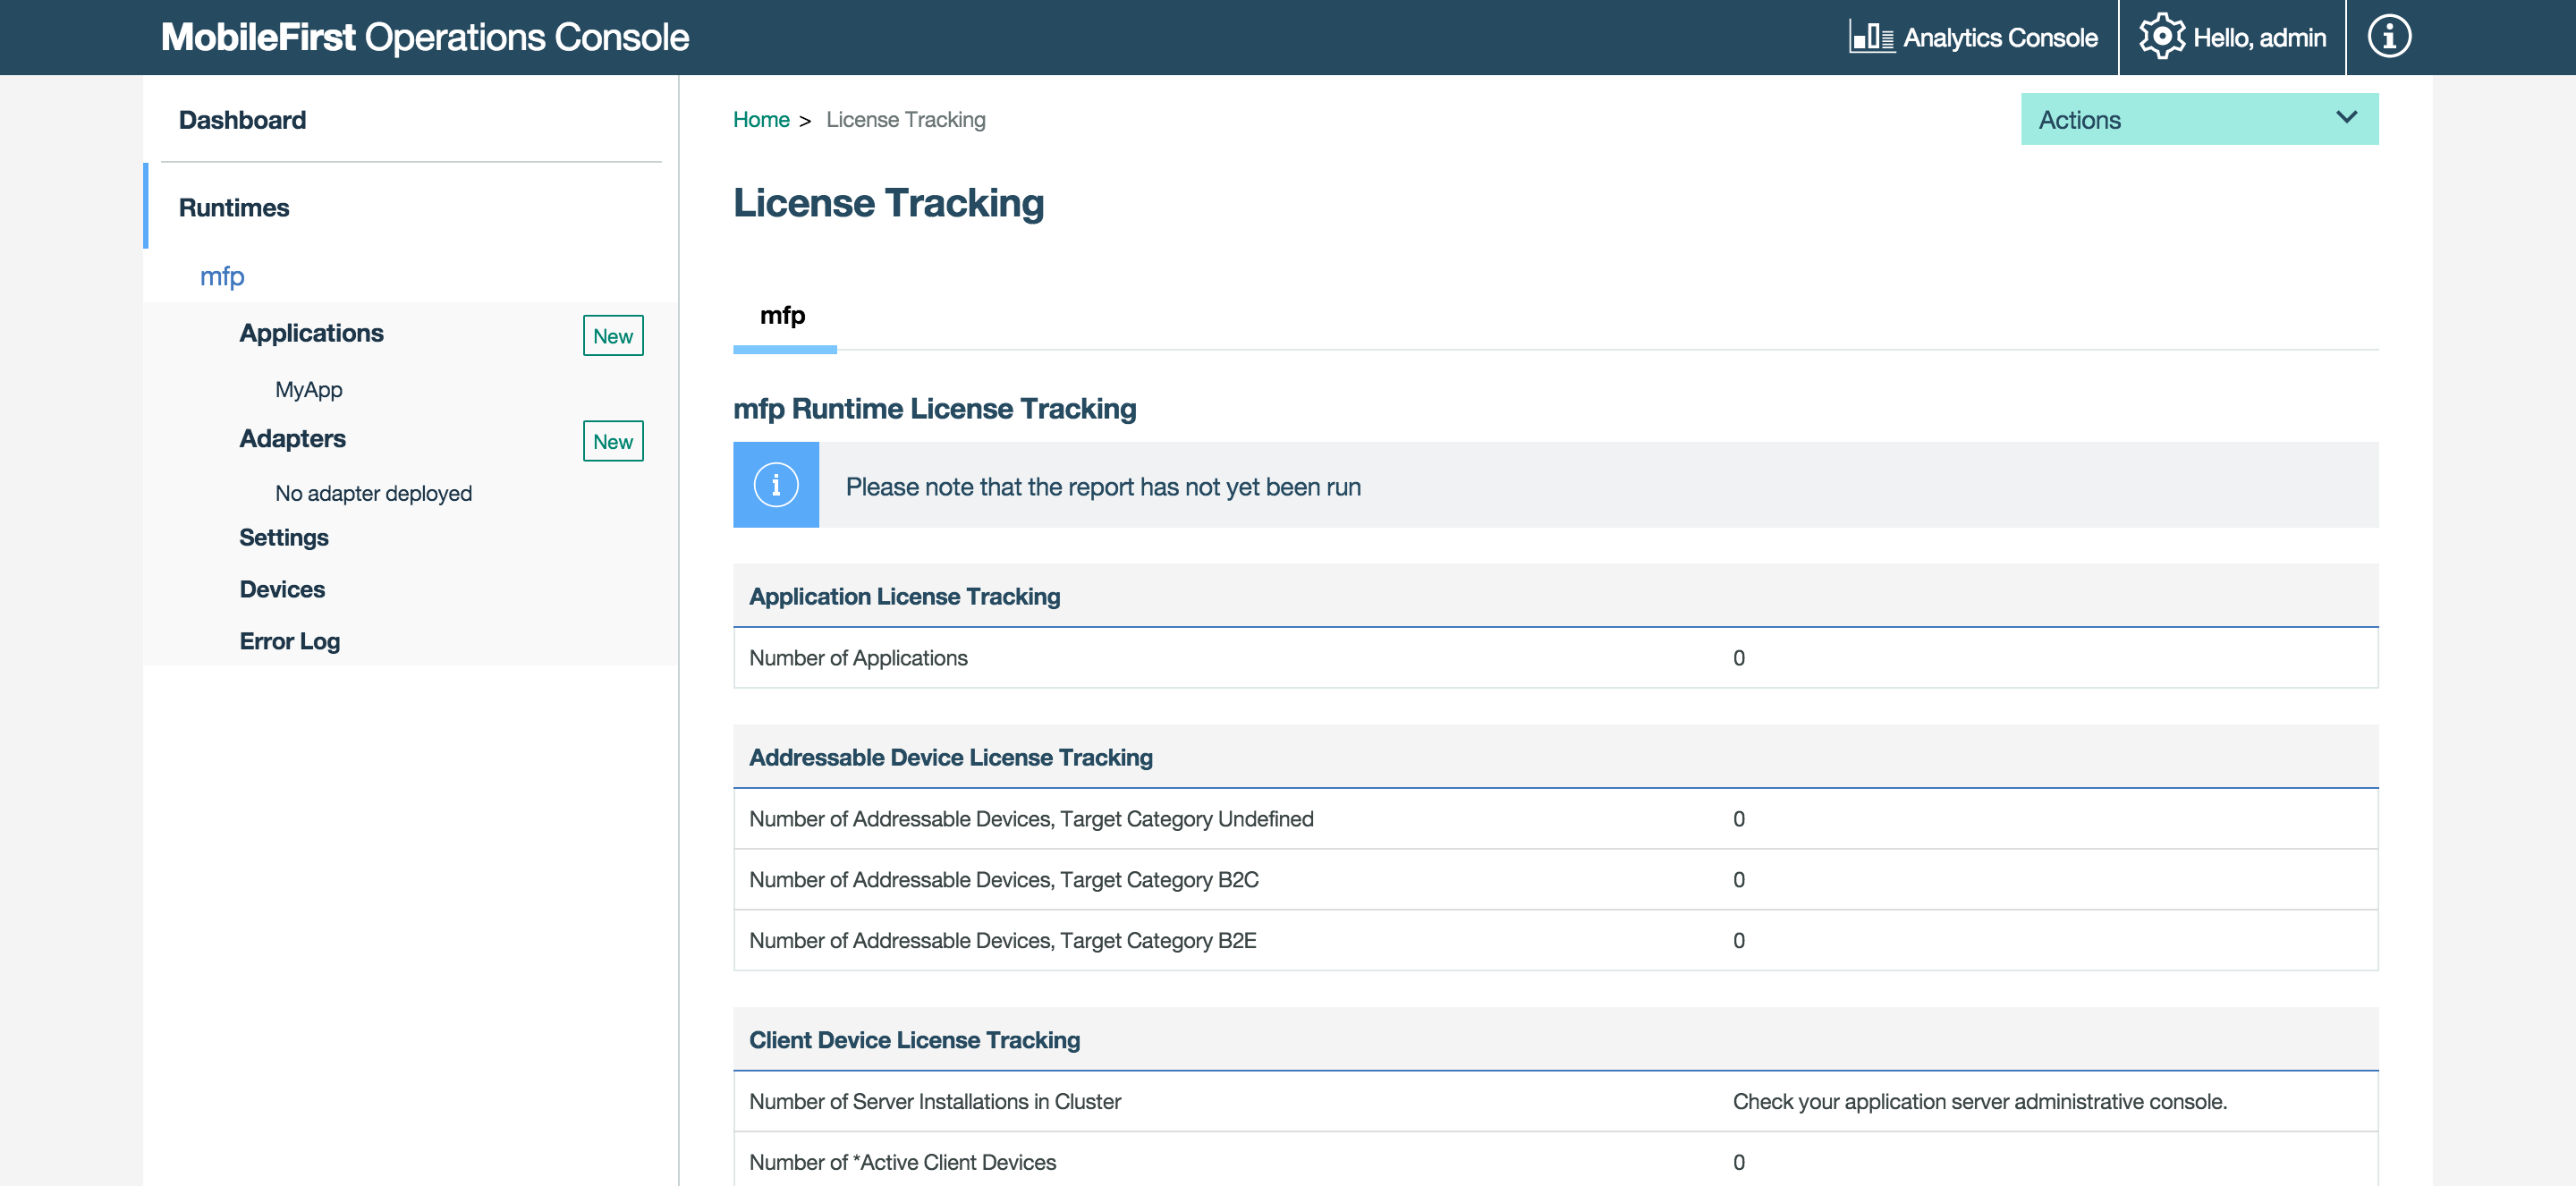 MobileFirst Operations Console
Analytics Console
Hello, admin
Dashboard
Runtimes
mfp
Applications
New
MyApp
Adapters
New
No adapter deployed
Settings
Devices
Error Log
Home > License Tracking
Actions
License Tracking
mfp
mfp Runtime License Tracking
Please note that the report has not yet been run
Application License Tracking
Number of Applications 0
Addressable Device License Tracking
Number of Addressable Devices, Target Category Undefined 0
Number of Addressable Devices, Target Category B2C 0
Number of Addressable Devices, Target Category B2E 0
Client Device License Tracking
Number of Server Installations in Cluster Check your application server administrative console.
Number of *Active Client Devices 0